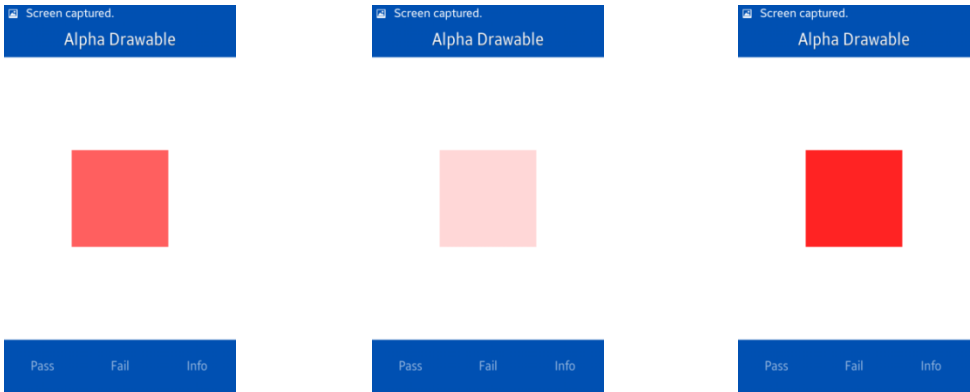 Screen captured.
Alpha Drawable
Pass Fail Info
Screen captured.
Alpha Drawable
Pass Fail Info
Screen captured.
Alpha Drawable
Pass Fail Info